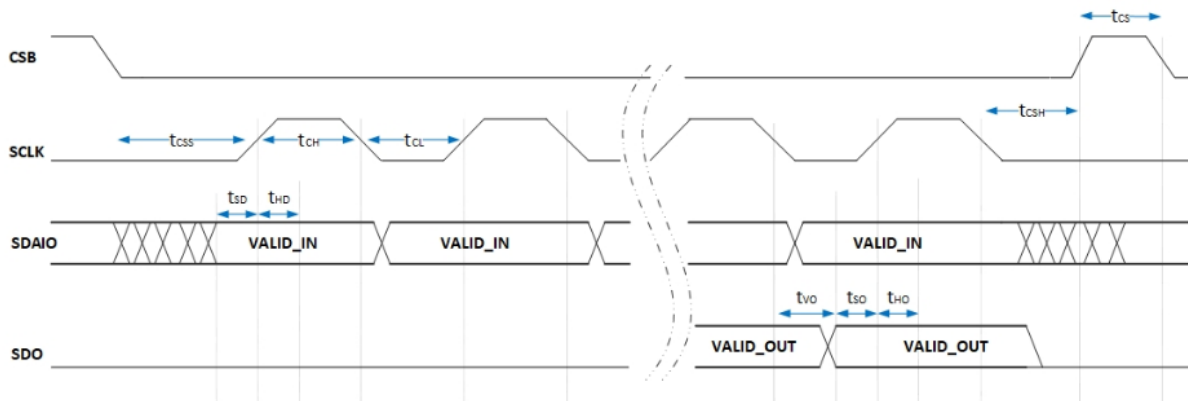 tCS
CSB
tCSH
tCSS
tCH
tCL
SCLK
tSD
tHD
SDAIO
VALID_IN
VALID_IN
VALID_IN
tVO
tSO
tHO
SDO
VALID_OUT
VALID_OUT